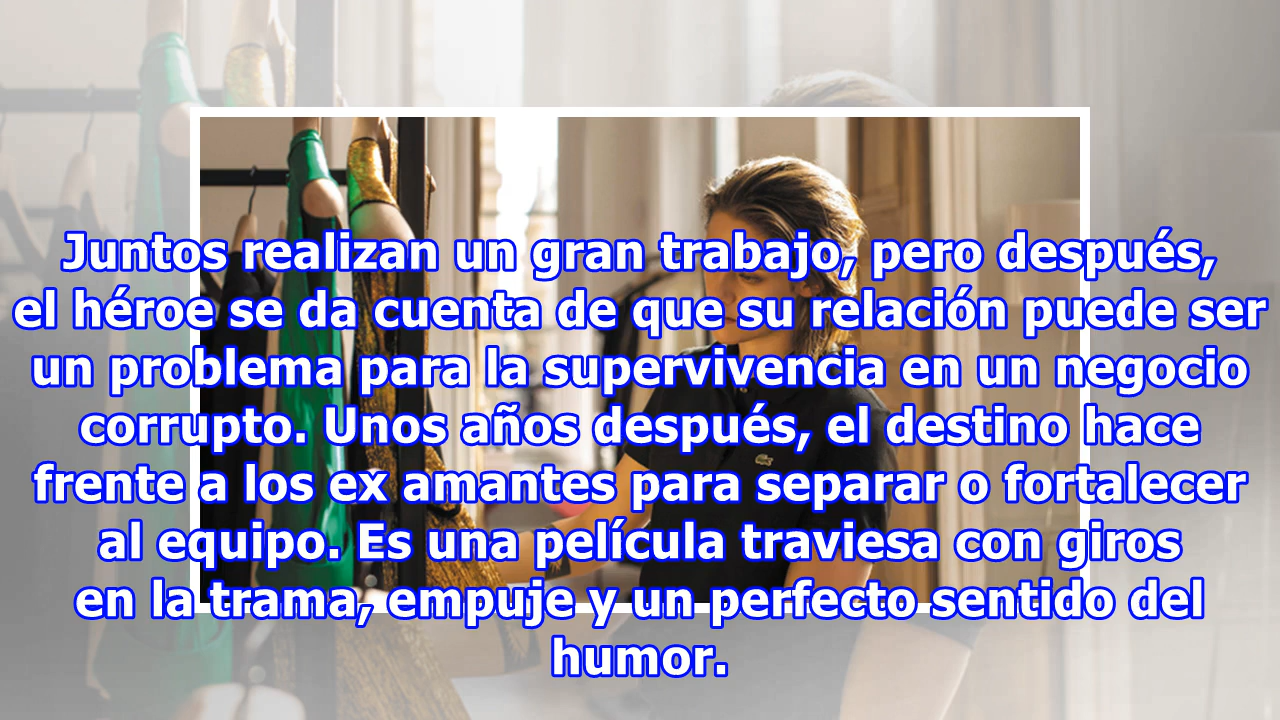 Juntos realizan un gran trabajo, pero después,
el héroe se da cuenta de que su relación puede ser
un problema para la supervivencia en un negocio
corrupto. Unos años después, el destino hace
frente a los ex amantes para separar o fortalecer
al equipo. Es una película traviesa con giros
en la trama, empuje y un perfecto sentido del
humor.